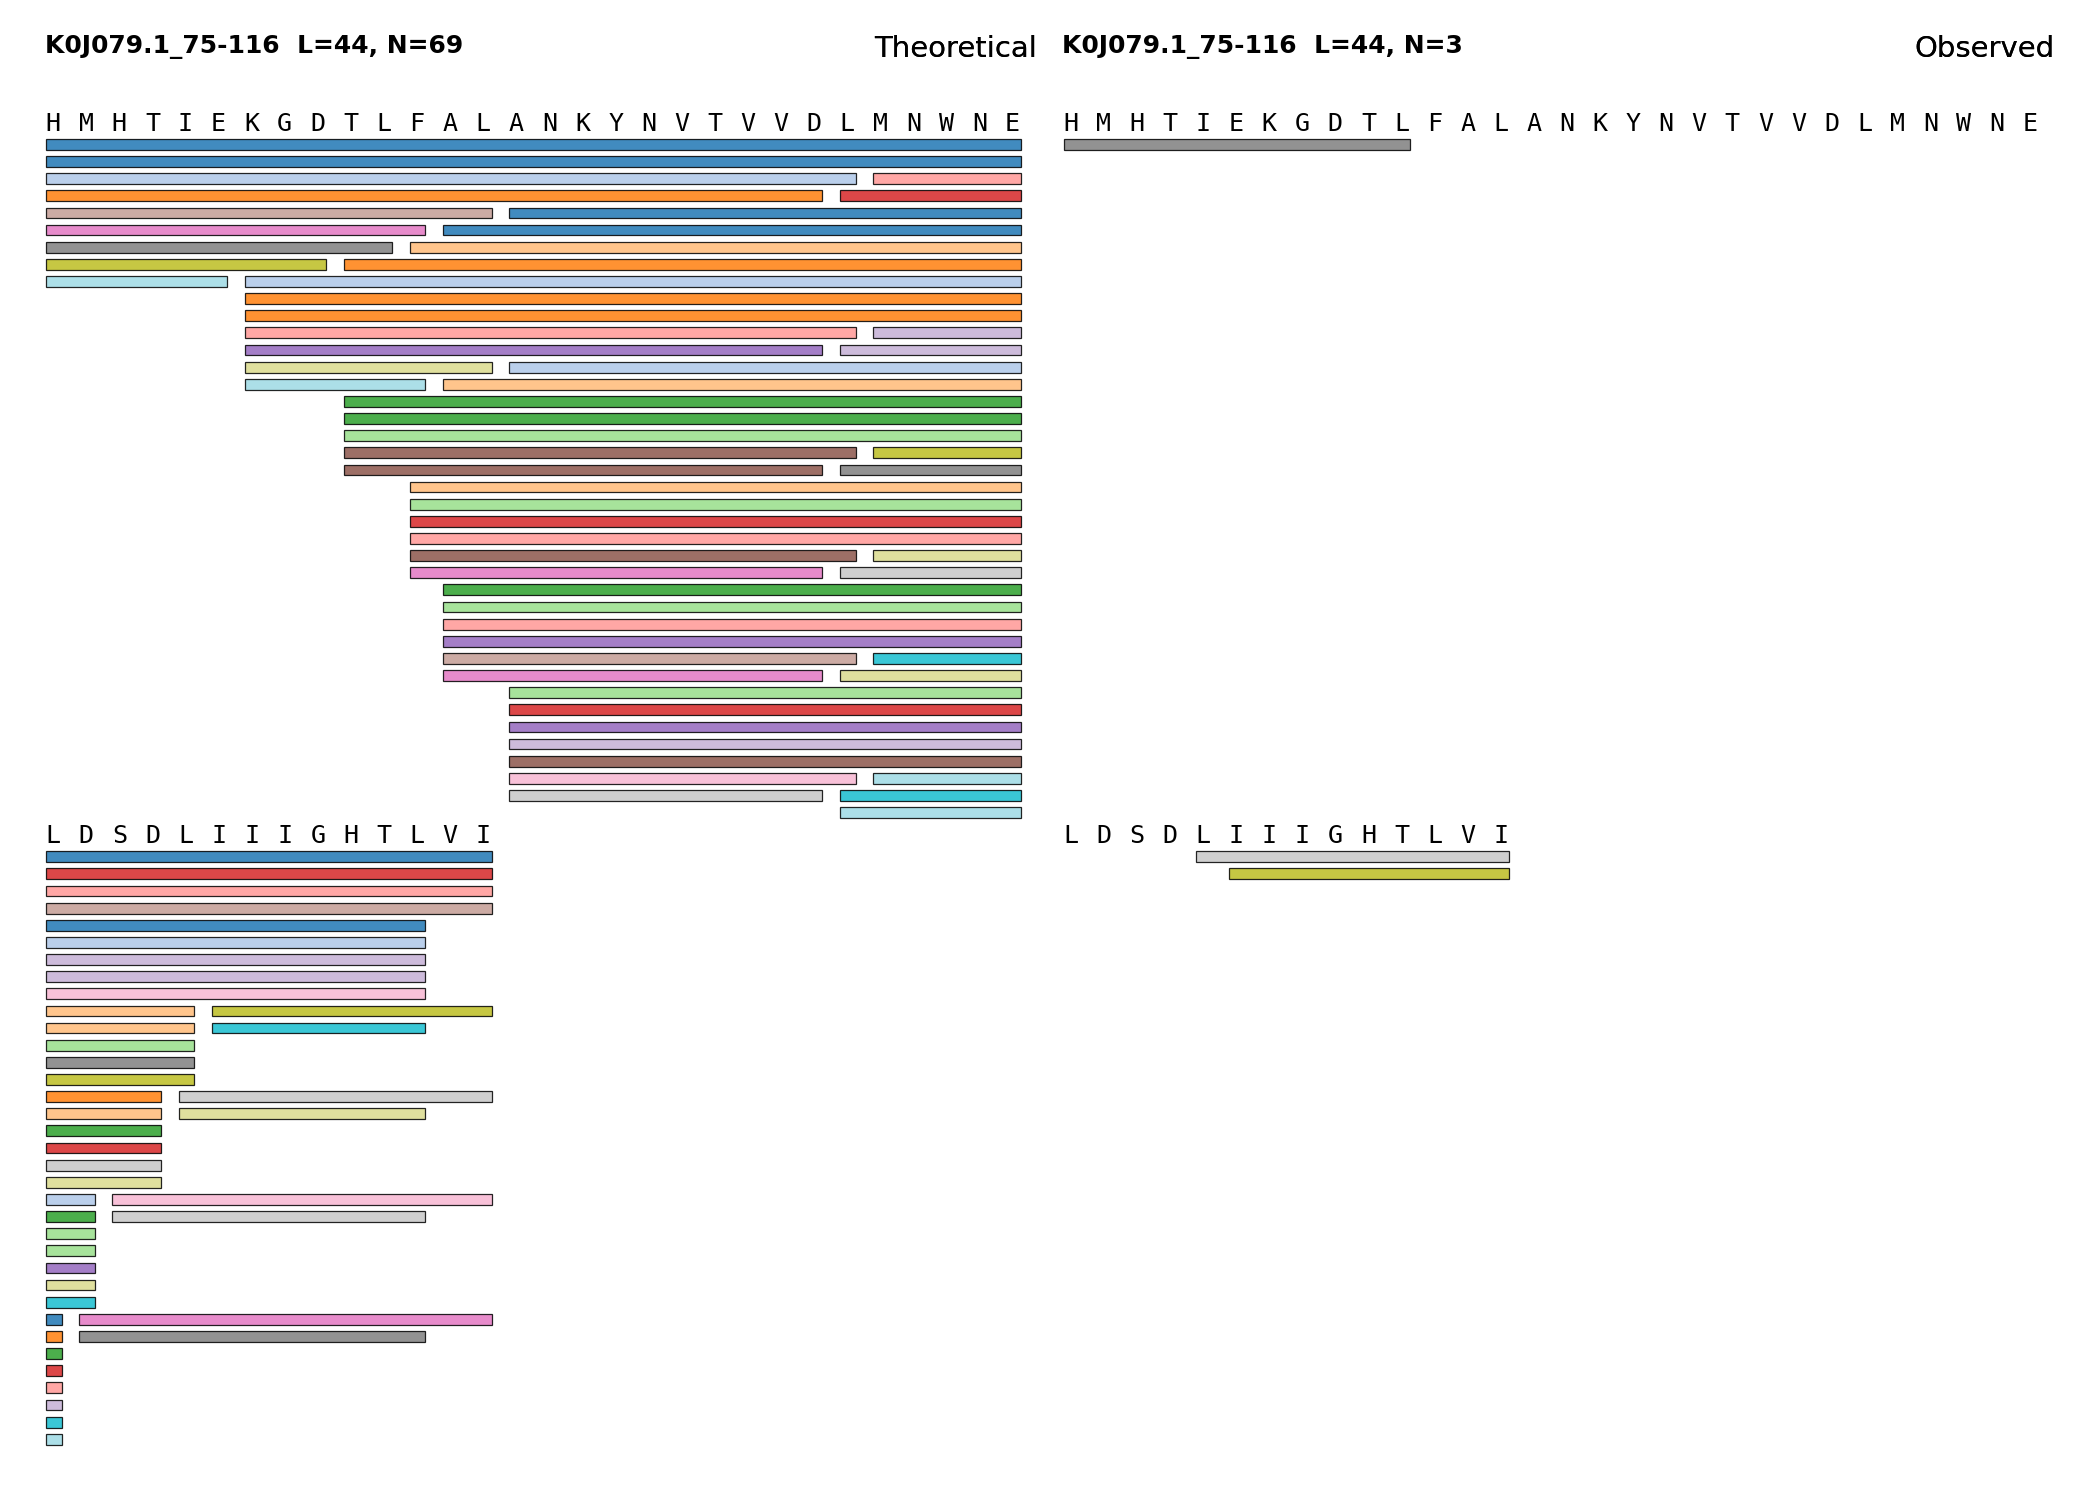 K0J079.1_75-116 L=44, N=69 Theoretical
K0J079.1_75-116 L=44, N=3 Observed
H M H T I E K G D T L F A L A N K Y N V T V V D L M N W N E
H M H T I E K G D T L F A L A N K Y N V T V V D L M N W N E
L D S D L I I I G H T L V I
L D S D L I I I G H T L V I